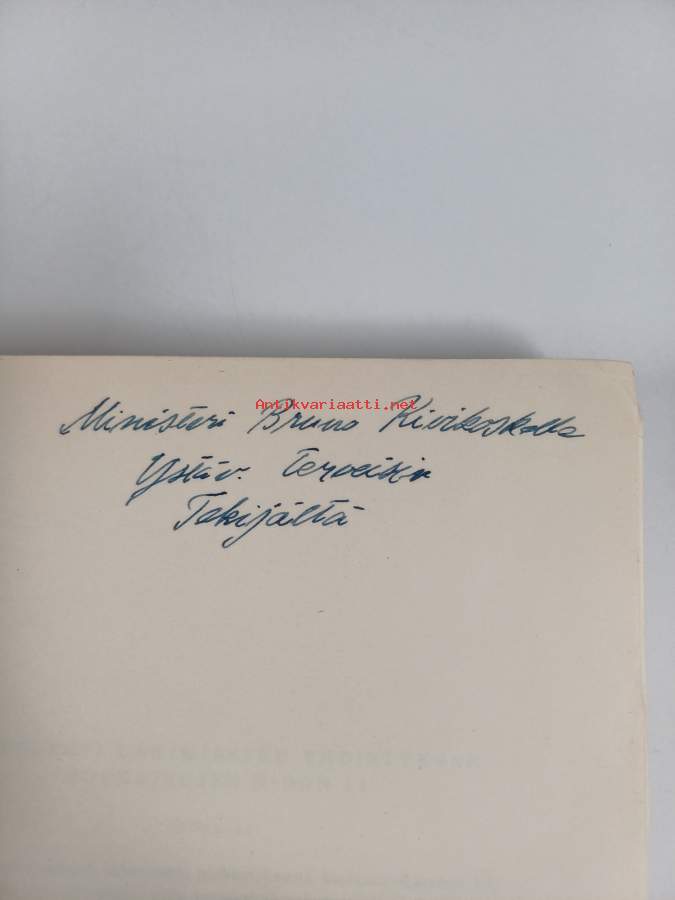 Antikvariaatti.net
Ministeri Bruno Kivikoskelle
Ystäv. terveisin
Tekijältä